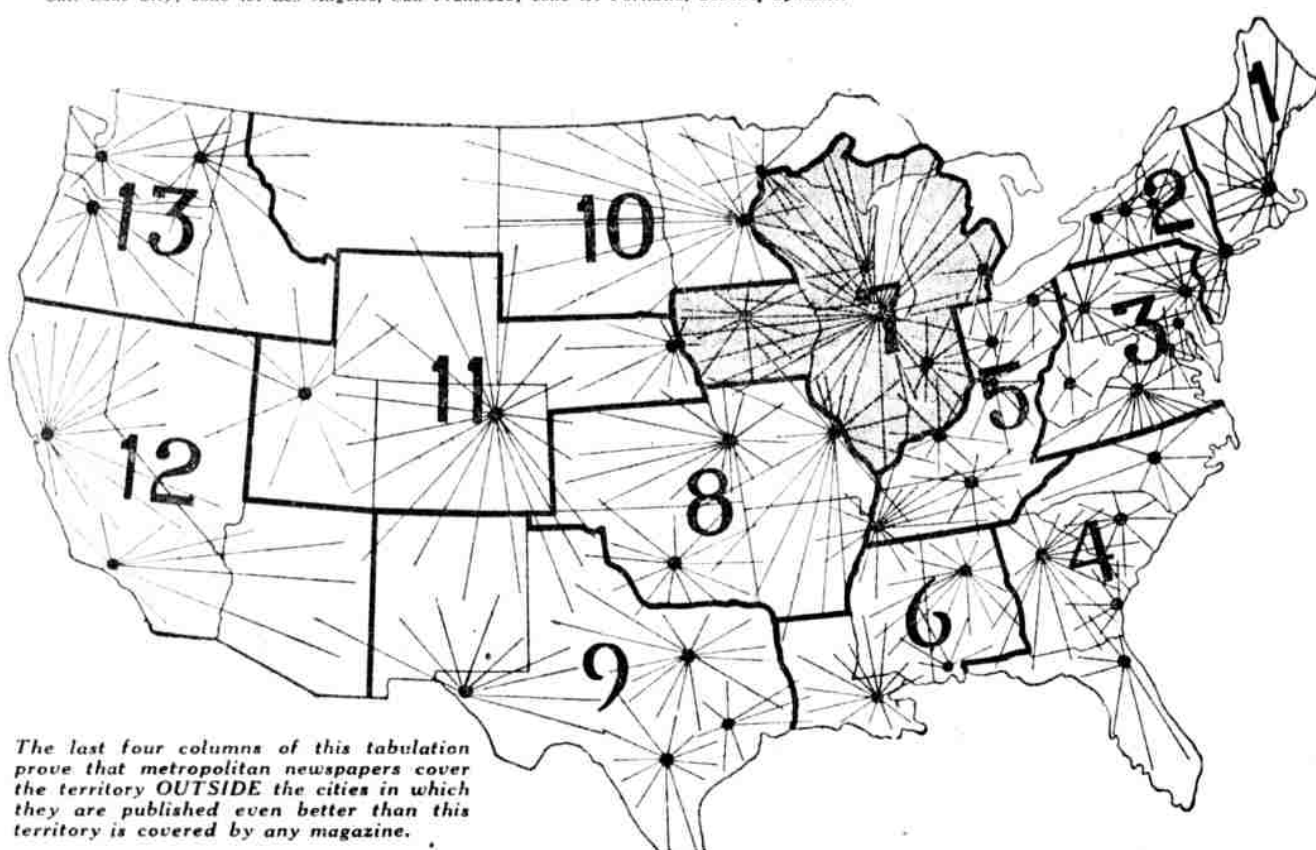 1
2
13
10
7
3
11
5
12
8
4
6
9
The last four columns of this tabulation
prove that metropolitan newspapers cover
the territory OUTSIDE the cities in which
they are published even better than this
territory is covered by any magazine.